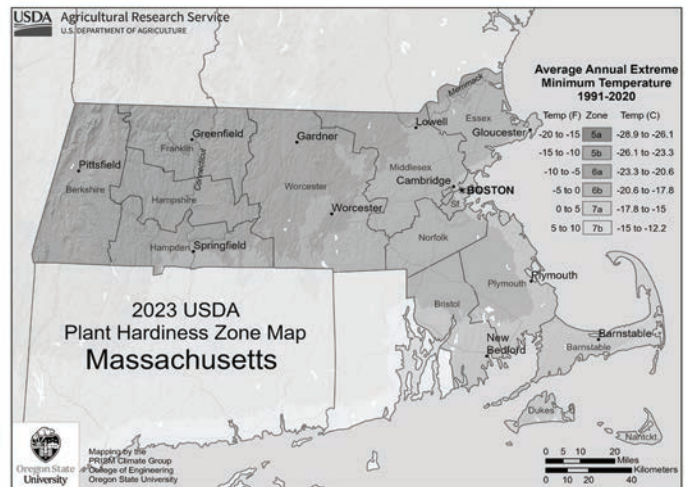 USDA Agricultural Research Service
U.S. DEPARTMENT OF AGRICULTURE
Average Annual Extreme
Minimum Temperature
1991-2020
Temp (F) Zone Temp (C)
-20 to -15 5a -28.9 to -26.1
-15 to -10 5b -26.1 to -23.3
-10 to -5 6a -23.3 to -20.6
-5 to 0 6b -20.6 to -17.8
0 to 5 7a -17.8 to -15
5 to 10 7b -15 to -12.2
Merrimack
Essex
Lowell
Gloucester
Greenfield
Gardner
Franklin
Connecticut
Pittsfield
Middlesex
Cambridge
BOSTON
Berkshire
Worcester
Hampshire
St
Worcester
Norfolk
Hampden
Springfield
Plymouth
Plymouth
Bristol
New
Bedford
Barnstable
Barnstable
Dukes
Nantckt
2023 USDA
Plant Hardiness Zone Map
Massachusetts
Oregon State
University
Mapping by the
PRISM Climate Group
College of Engineering
Oregon State University
0 5 10 20
Miles
Kilometers
0 10 20 40